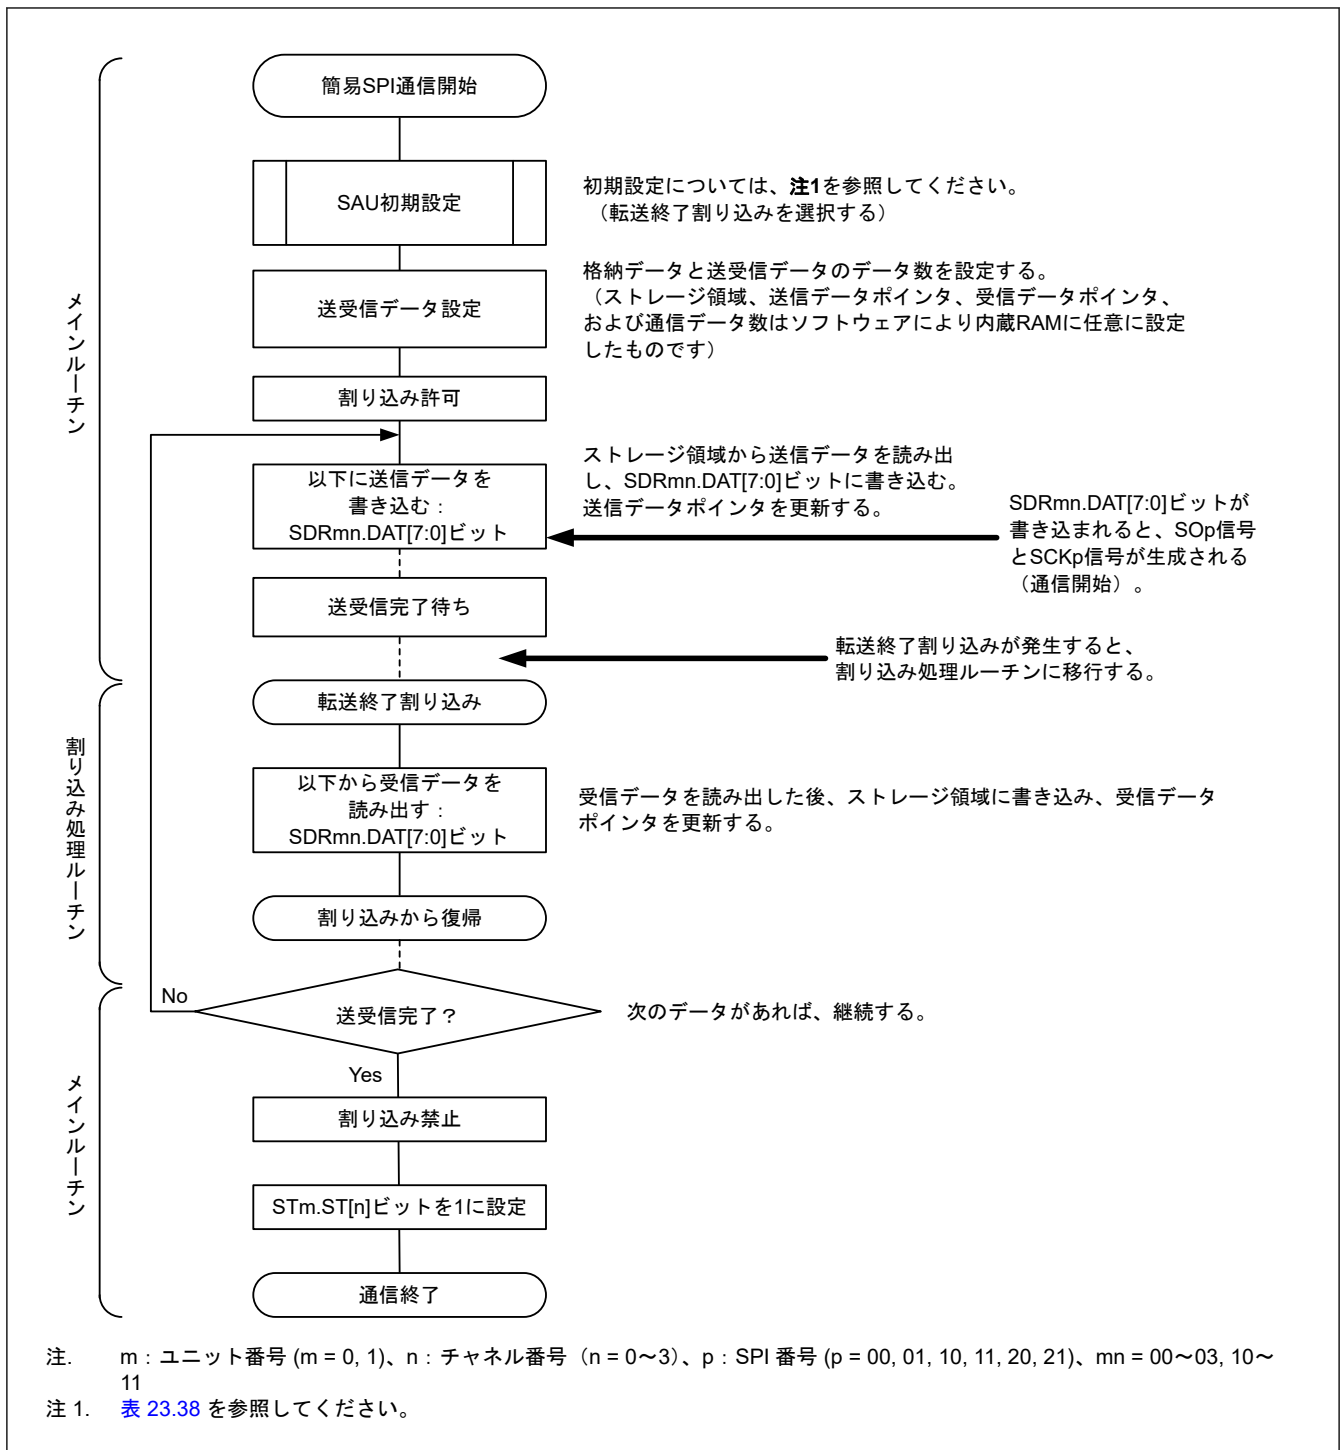 簡易SPI通信開始
SAU初期設定
初期設定については、注1を参照してください。
（転送終了割り込みを選択する）
送受信データ設定
格納データと送受信データのデータ数を設定する。
（ストレージ領域、送信データポインタ、受信データポインタ、
および通信データ数はソフトウェアにより内蔵RAMに任意に設定
したものです）
メインルーチン
割り込み許可
以下に送信データを
書き込む：
SDRmn.DAT[7:0]ビット
ストレージ領域から送信データを読み出
し、SDRmn.DAT[7:0]ビットに書き込む。
送信データポインタを更新する。
SDRmn.DAT[7:0]ビットが
書き込まれると、SOp信号
とSCKp信号が生成される
（通信開始）.
送受信完了待ち
転送終了割り込みが発生すると、
割り込み処理ルーチンに移行する。
転送終了割り込み
割り込み処理ルーチン
以下から受信データを
読み出す：
SDRmn.DAT[7:0]ビット
受信データを読み出した後、ストレージ領域に書き込み、受信データ
ポインタを更新する。
割り込みから復帰
No
送受信完了？
次のデータがあれば、継続する。
Yes
メインルーチン
割り込み禁止
STm.ST[n]ビットを1に設定
通信終了
注. m：ユニット番号 (m = 0, 1)、n：チャネル番号（n = 0～3）、p：SPI 番号 (p = 00, 01, 10, 11, 20, 21)、mn = 00～03, 10～
11
注 1. 表 23.38 を参照してください。